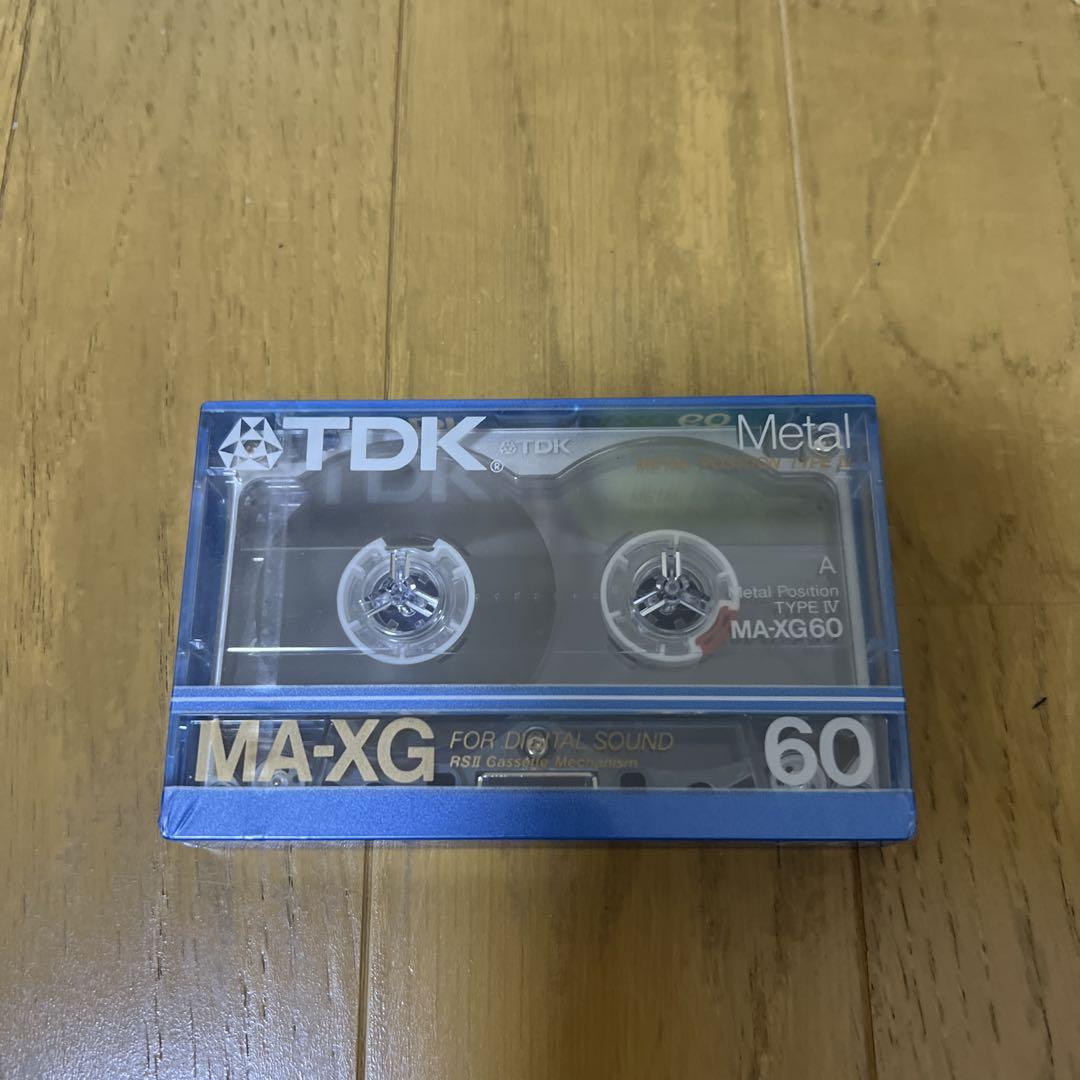 TDK®
TDK
Metal
A
Metal Position
TYPE IV
MA-XG60
MA-XG
FOR DIGITAL SOUND
RSII Cassette Mechanism
60